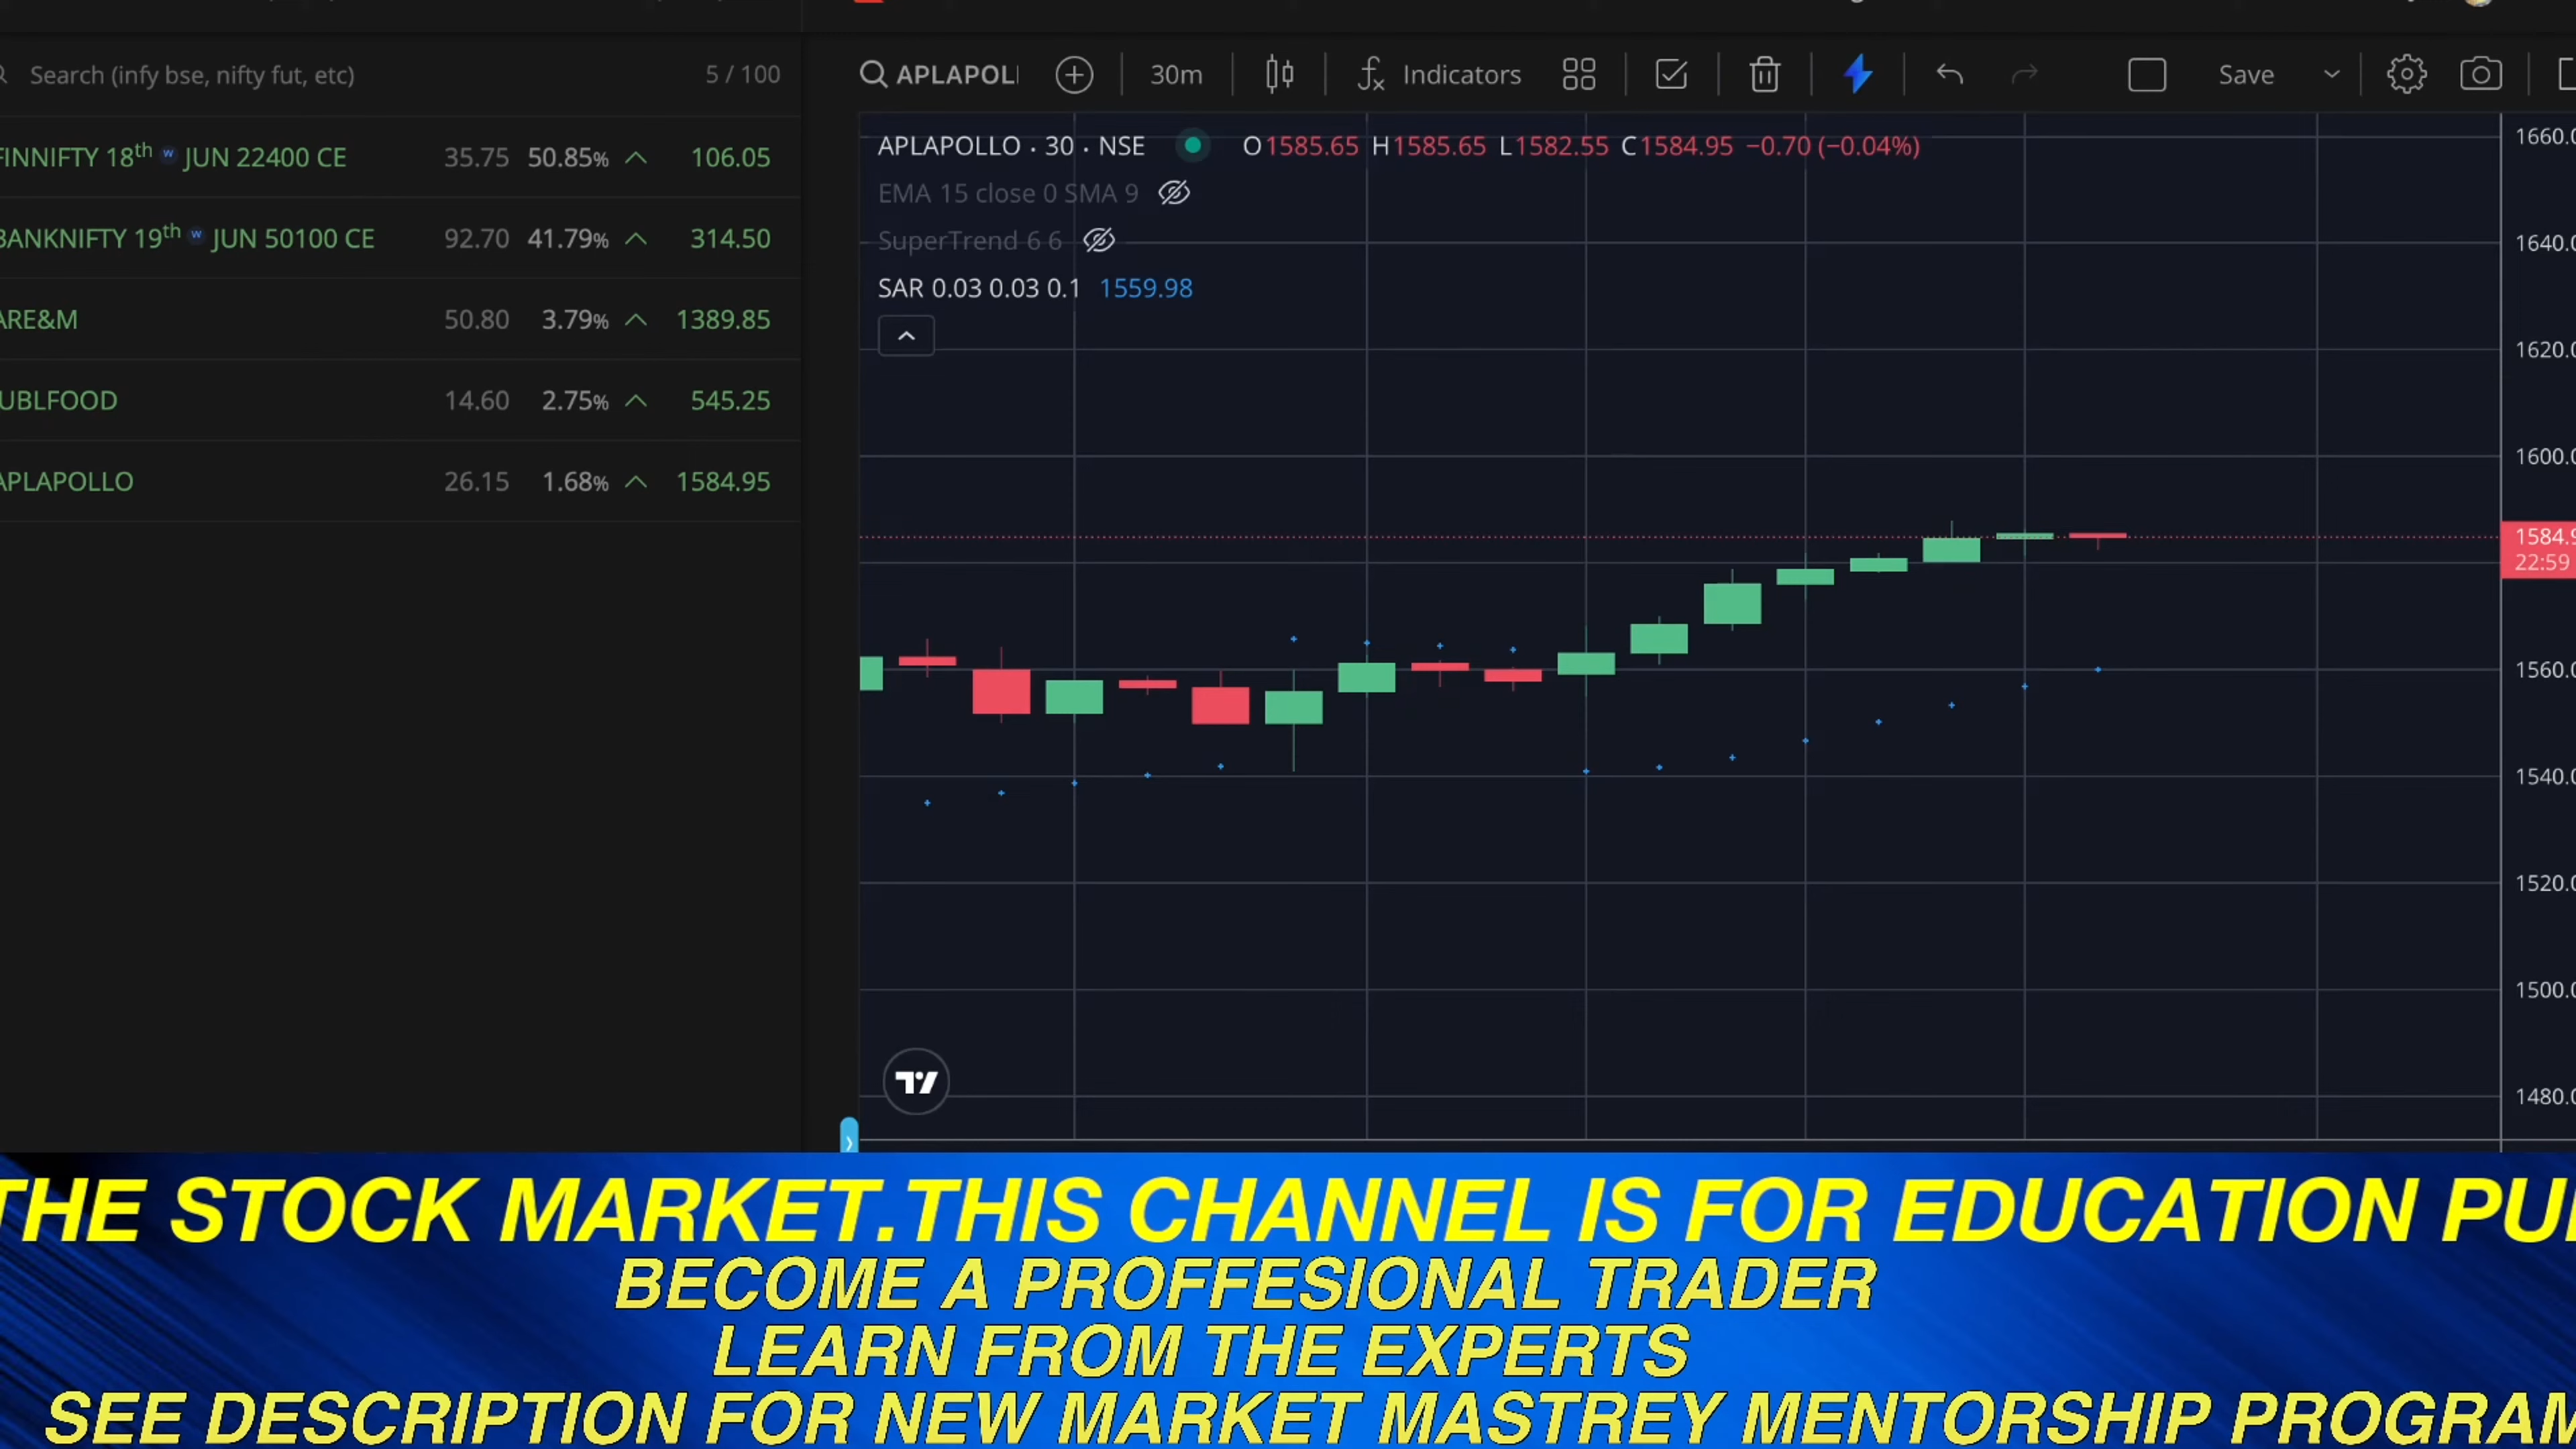 Search (infy bse, nifty fut, etc) 5 / 100
FINNIFTY 18th w JUN 22400 CE 35.75 50.85% 106.05
BANKNIFTY 19th w JUN 50100 CE 92.70 41.79% 314.50
ARE&M 50.80 3.79% 1389.85
UBLFOOD 14.60 2.75% 545.25
APLAPOLLO 26.15 1.68% 1584.95
APLAPOL 30m Indicators Save
APLAPOLLO · 30 · NSE O1585.65 H1585.65 L1582.55 C1584.95 −0.70 (−0.04%)
EMA 15 close 0 SMA 9
SuperTrend 6 6
SAR 0.03 0.03 0.1 1559.98
1660.0
1640.0
1620.0
1600.0
1584.9
22:59
1560.0
1540.0
1520.0
1500.0
1480.0
THE STOCK MARKET.THIS CHANNEL IS FOR EDUCATION PU
BECOME A PROFFESIONAL TRADER
LEARN FROM THE EXPERTS
SEE DESCRIPTION FOR NEW MARKET MASTREY MENTORSHIP PROGRAM